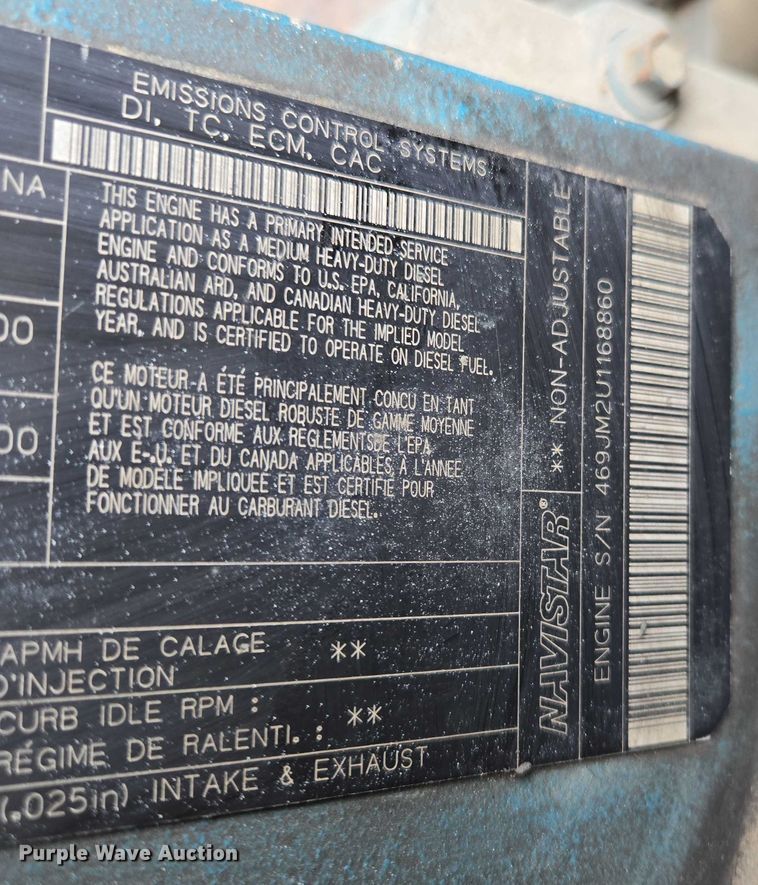 EMISSIONS CONTROL SYSTEMS
DI, TC, ECM, CAC
NA
THIS ENGINE HAS A PRIMARY INTENDED SERVICE
APPLICATION AS A MEDIUM HEAVY-DUTY DIESEL
ENGINE AND CONFORMS TO U.S. EPA, CALIFORNIA,
AUSTRALIAN ARD, AND CANADIAN HEAVY-DUTY DIESEL
REGULATIONS APPLICABLE FOR THE IMPLIED MODEL
YEAR, AND IS CERTIFIED TO OPERATE ON DIESEL FUEL.
00
CE MOTEUR A ÉTÉ PRINCIPALEMENT CONCU EN TANT
QU'UN MOTEUR DIESEL ROBUSTE DE GAMME MOYENNE
ET EST CONFORME AUX REGLEMENTSDE L'EPA
AUX E-.U. ET DU CANADA APPLICABLES À L'ANNEE
DE MODÈLE IMPLIQUÉE ET EST CERTIFIÉ POUR
FONCTIONNER AU CARBURANT DIESEL.
00
APMH DE CALAGE **
D'INJECTION
CURB IDLE RPM : **
RÉGIME DE RALENTI. :
(.025in) INTAKE & EXHAUST
** NON-ADJUSTABLE
NAVISTAR®
ENGINE S/N 469JM2U1168860
Purple Wave Auction